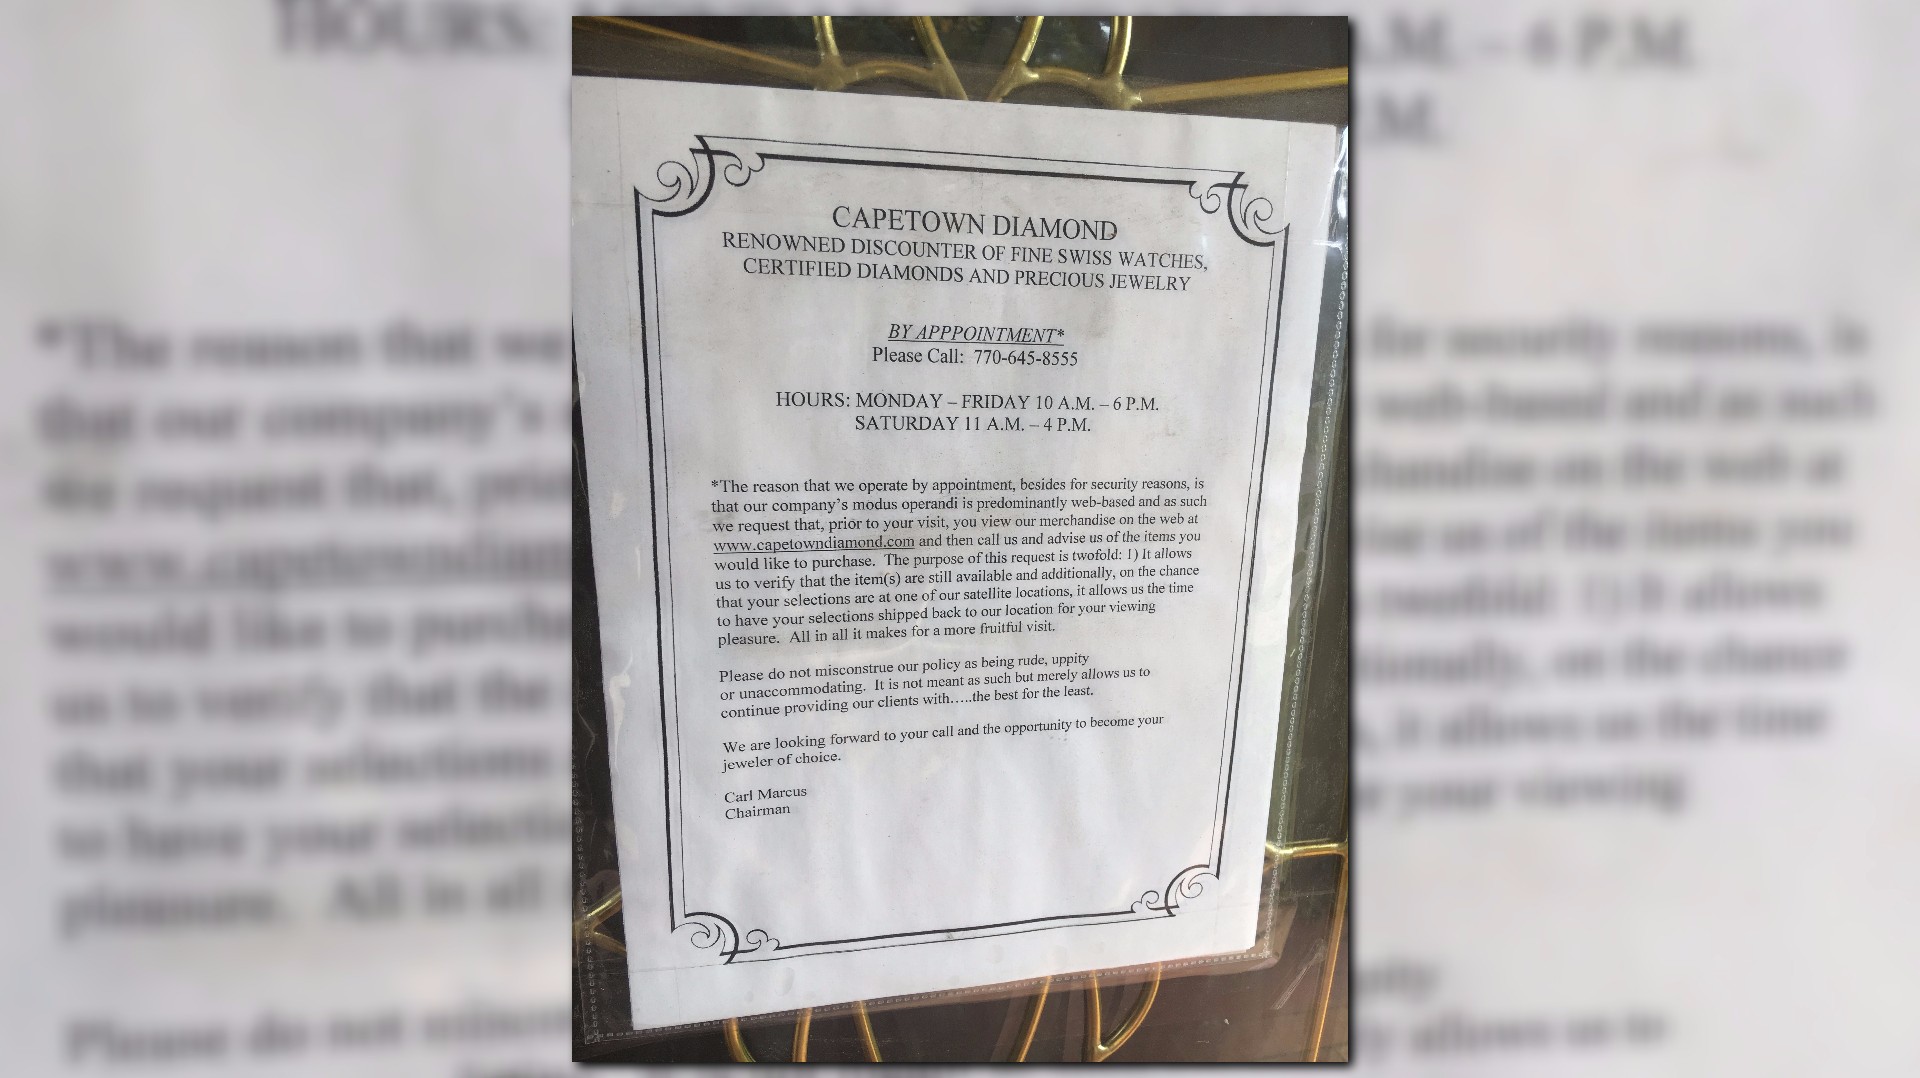 CAPETOWN DIAMOND
RENOWNED DISCOUNTER OF FINE SWISS WATCHES,
CERTIFIED DIAMONDS AND PRECIOUS JEWELRY
BY APPPOINTMENT*
Please Call: 770-645-8555
HOURS: MONDAY – FRIDAY 10 A.M. – 6 P.M.
SATURDAY 11 A.M. – 4 P.M.
*The reason that we operate by appointment, besides for security reasons, is
that our company's modus operandi is predominantly web-based and as such
we request that, prior to your visit, you view our merchandise on the web at
www.capetowndiamond.com and then call us and advise us of the items you
would like to purchase. The purpose of this request is twofold: 1) It allows
us to verify that the item(s) are still available and additionally, on the chance
that your selections are at one of our satellite locations, it allows us the time
to have your selections shipped back to our location for your viewing
pleasure. All in all it makes for a more fruitful visit.
Please do not misconstrue our policy as being rude, uppity
or unaccommodating. It is not meant as such but merely allows us to
continue providing our clients with…..the best for the least.
We are looking forward to your call and the opportunity to become your
jeweler of choice.
Carl Marcus
Chairman